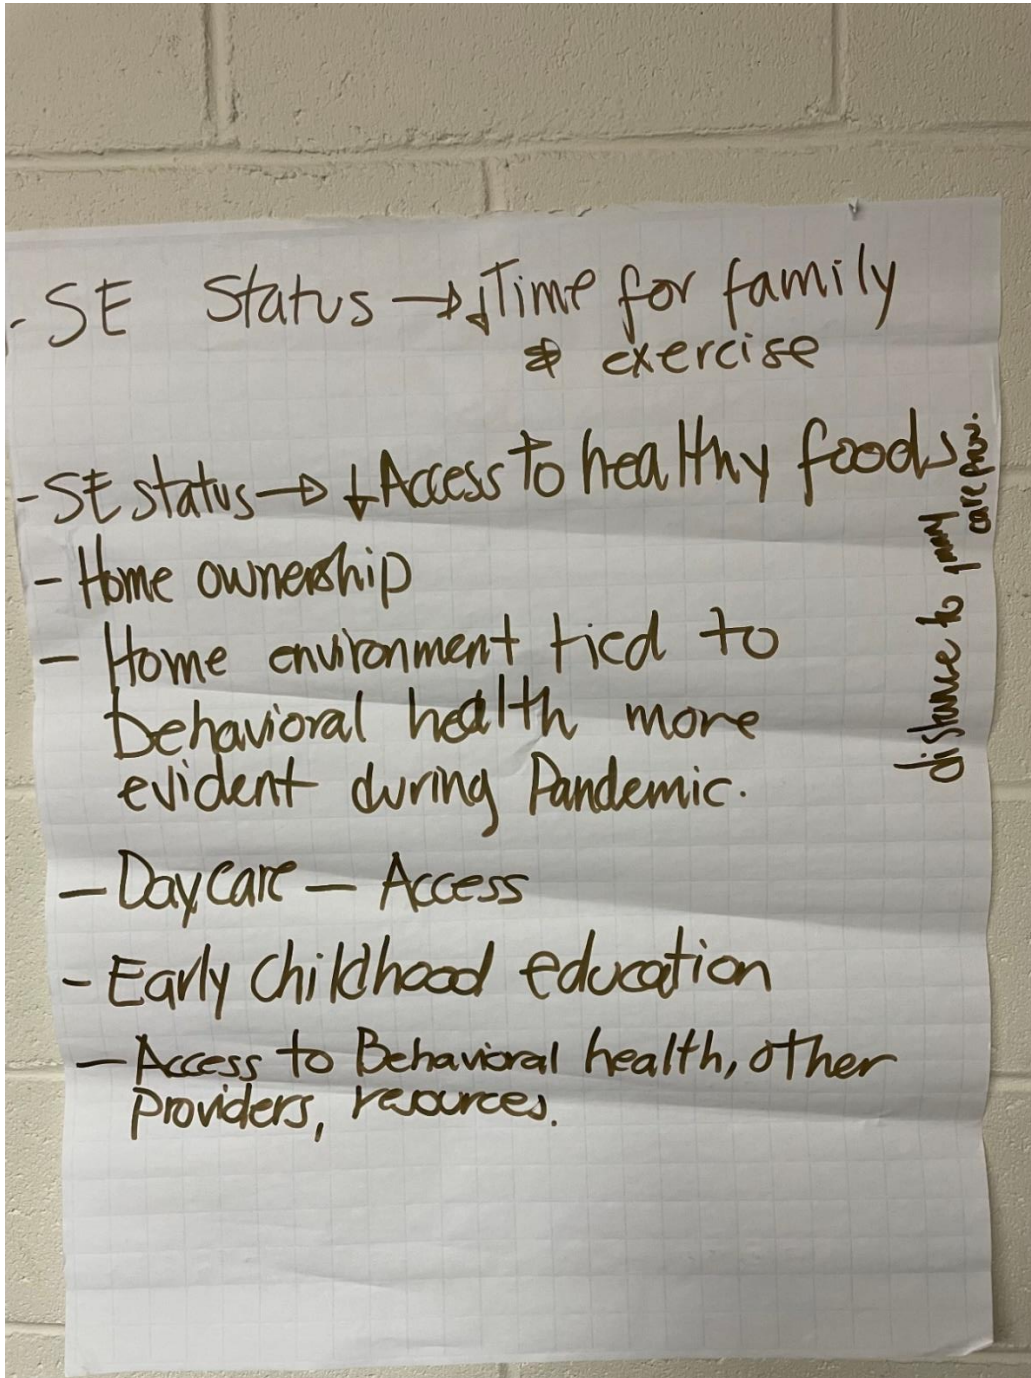 - SE Status → ↓Time for family
& exercise
- SE status → ↓ Access to healthy foods.
- Home ownership
- Home environment tied to
behavioral health more
evident during Pandemic.
- Daycare - Access
- Early childhood education
- Access to Behavioral health, other
providers, resources.
distance to
care prov.